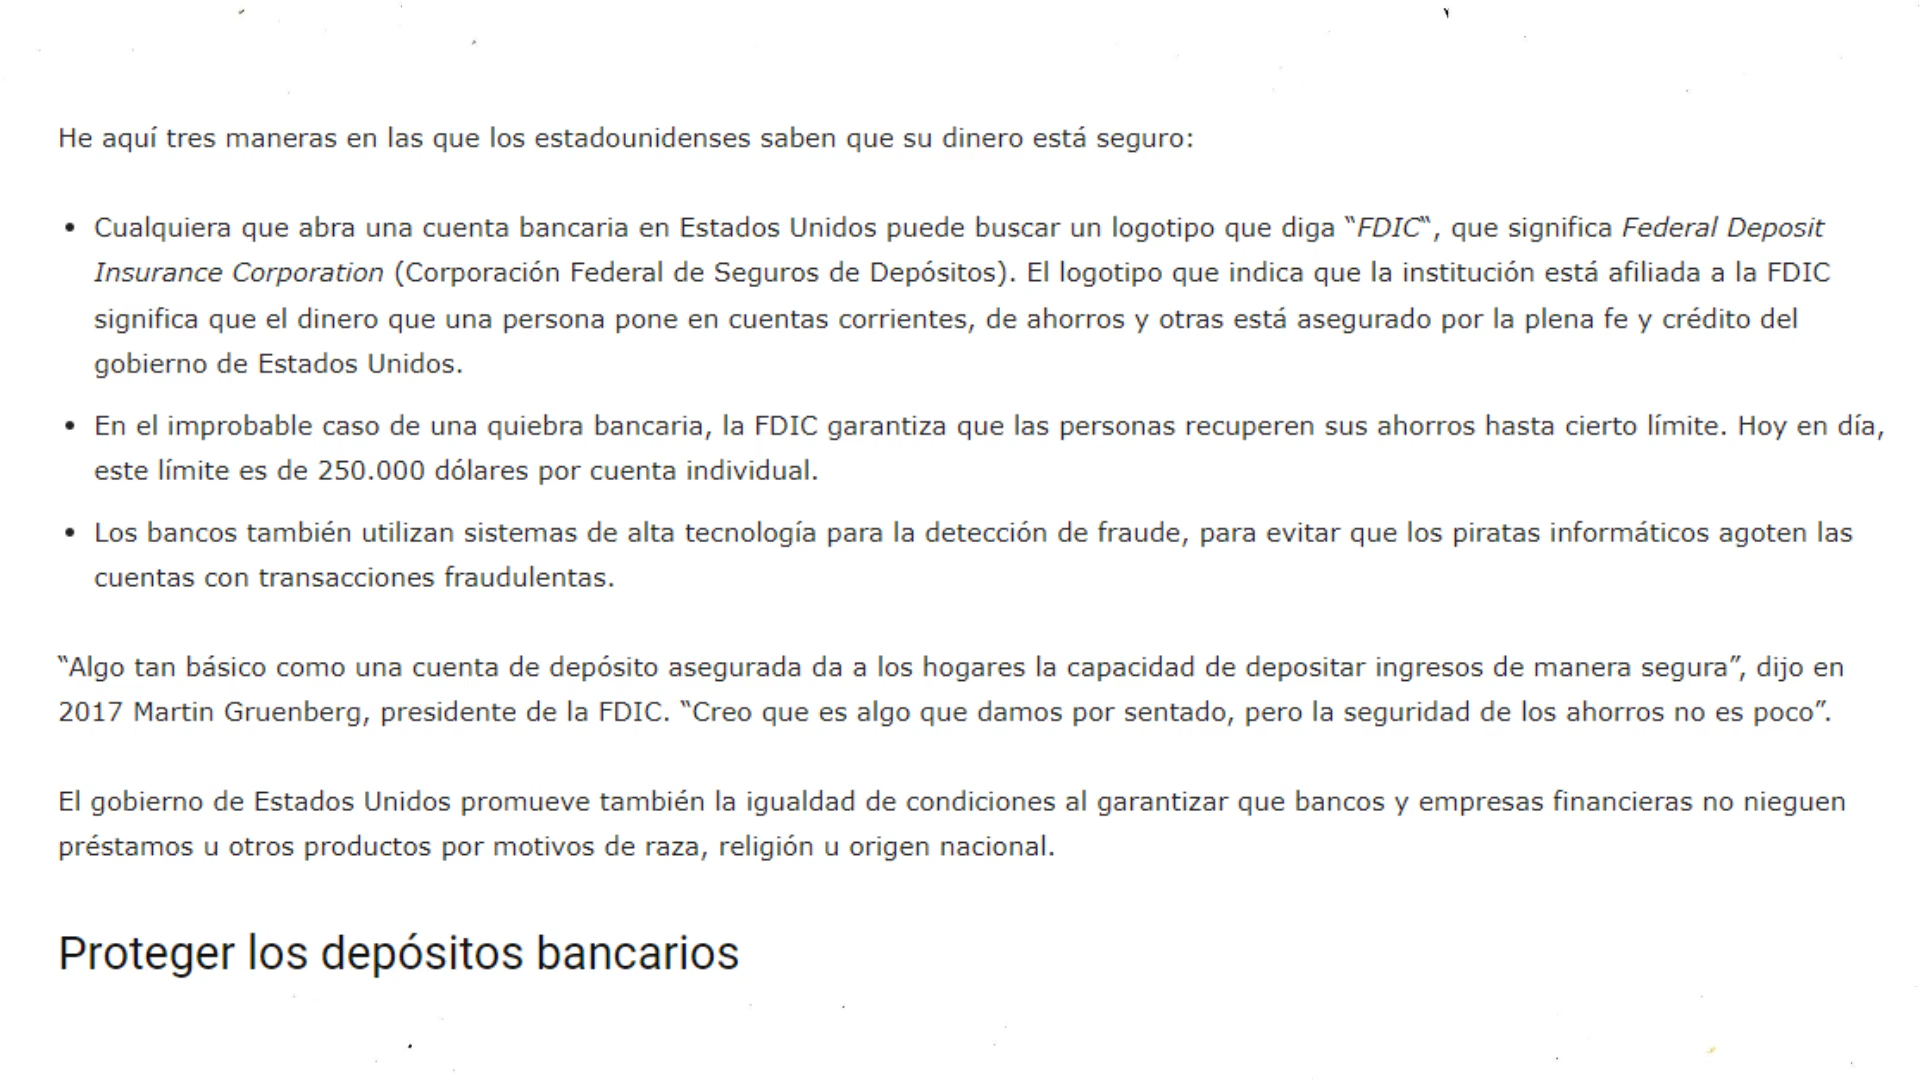 He aquí tres maneras en las que los estadounidenses saben que su dinero está seguro:
• Cualquiera que abra una cuenta bancaria en Estados Unidos puede buscar un logotipo que diga “FDIC“, que significa Federal Deposit
Insurance Corporation (Corporación Federal de Seguros de Depósitos). El logotipo que indica que la institución está afiliada a la FDIC
significa que el dinero que una persona pone en cuentas corrientes, de ahorros y otras está asegurado por la plena fe y crédito del
gobierno de Estados Unidos.
• En el improbable caso de una quiebra bancaria, la FDIC garantiza que las personas recuperen sus ahorros hasta cierto límite. Hoy en día,
este límite es de 250.000 dólares por cuenta individual.
• Los bancos también utilizan sistemas de alta tecnología para la detección de fraude, para evitar que los piratas informáticos agoten las
cuentas con transacciones fraudulentas.
“Algo tan básico como una cuenta de depósito asegurada da a los hogares la capacidad de depositar ingresos de manera segura”, dijo en
2017 Martin Gruenberg, presidente de la FDIC. “Creo que es algo que damos por sentado, pero la seguridad de los ahorros no es poco”.
El gobierno de Estados Unidos promueve también la igualdad de condiciones al garantizar que bancos y empresas financieras no nieguen
préstamos u otros productos por motivos de raza, religión u origen nacional.
Proteger los depósitos bancarios